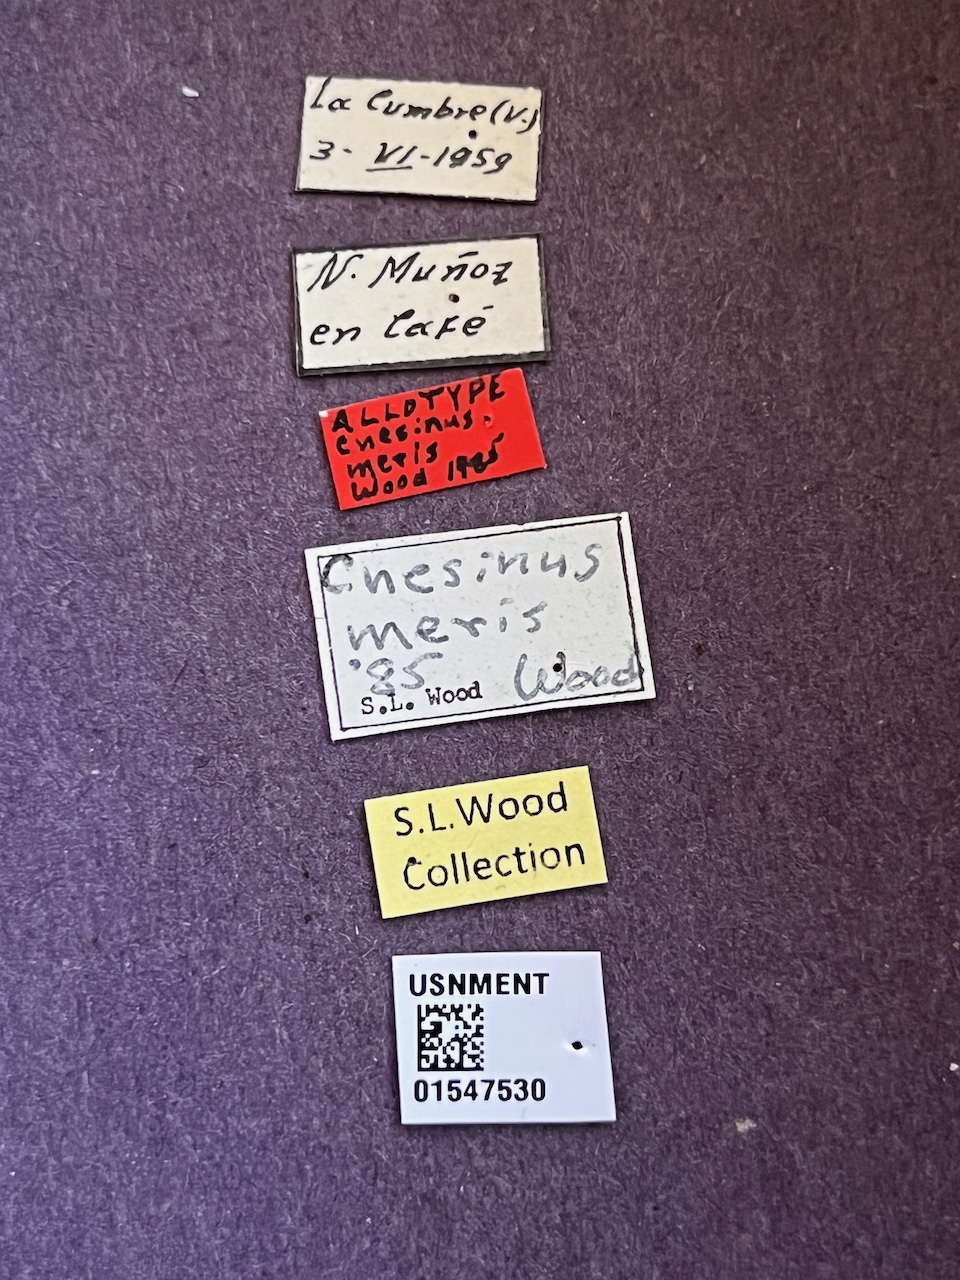 La Cumbre (V.)
3-VI-1959
N. Muñoz
en Café
ALLOTYPE
Cnesinus
meris
Wood 1985
Cnesinus
meris
'85 Wood
S.L. Wood
S.L.Wood
Collection
USNMENT
01547530